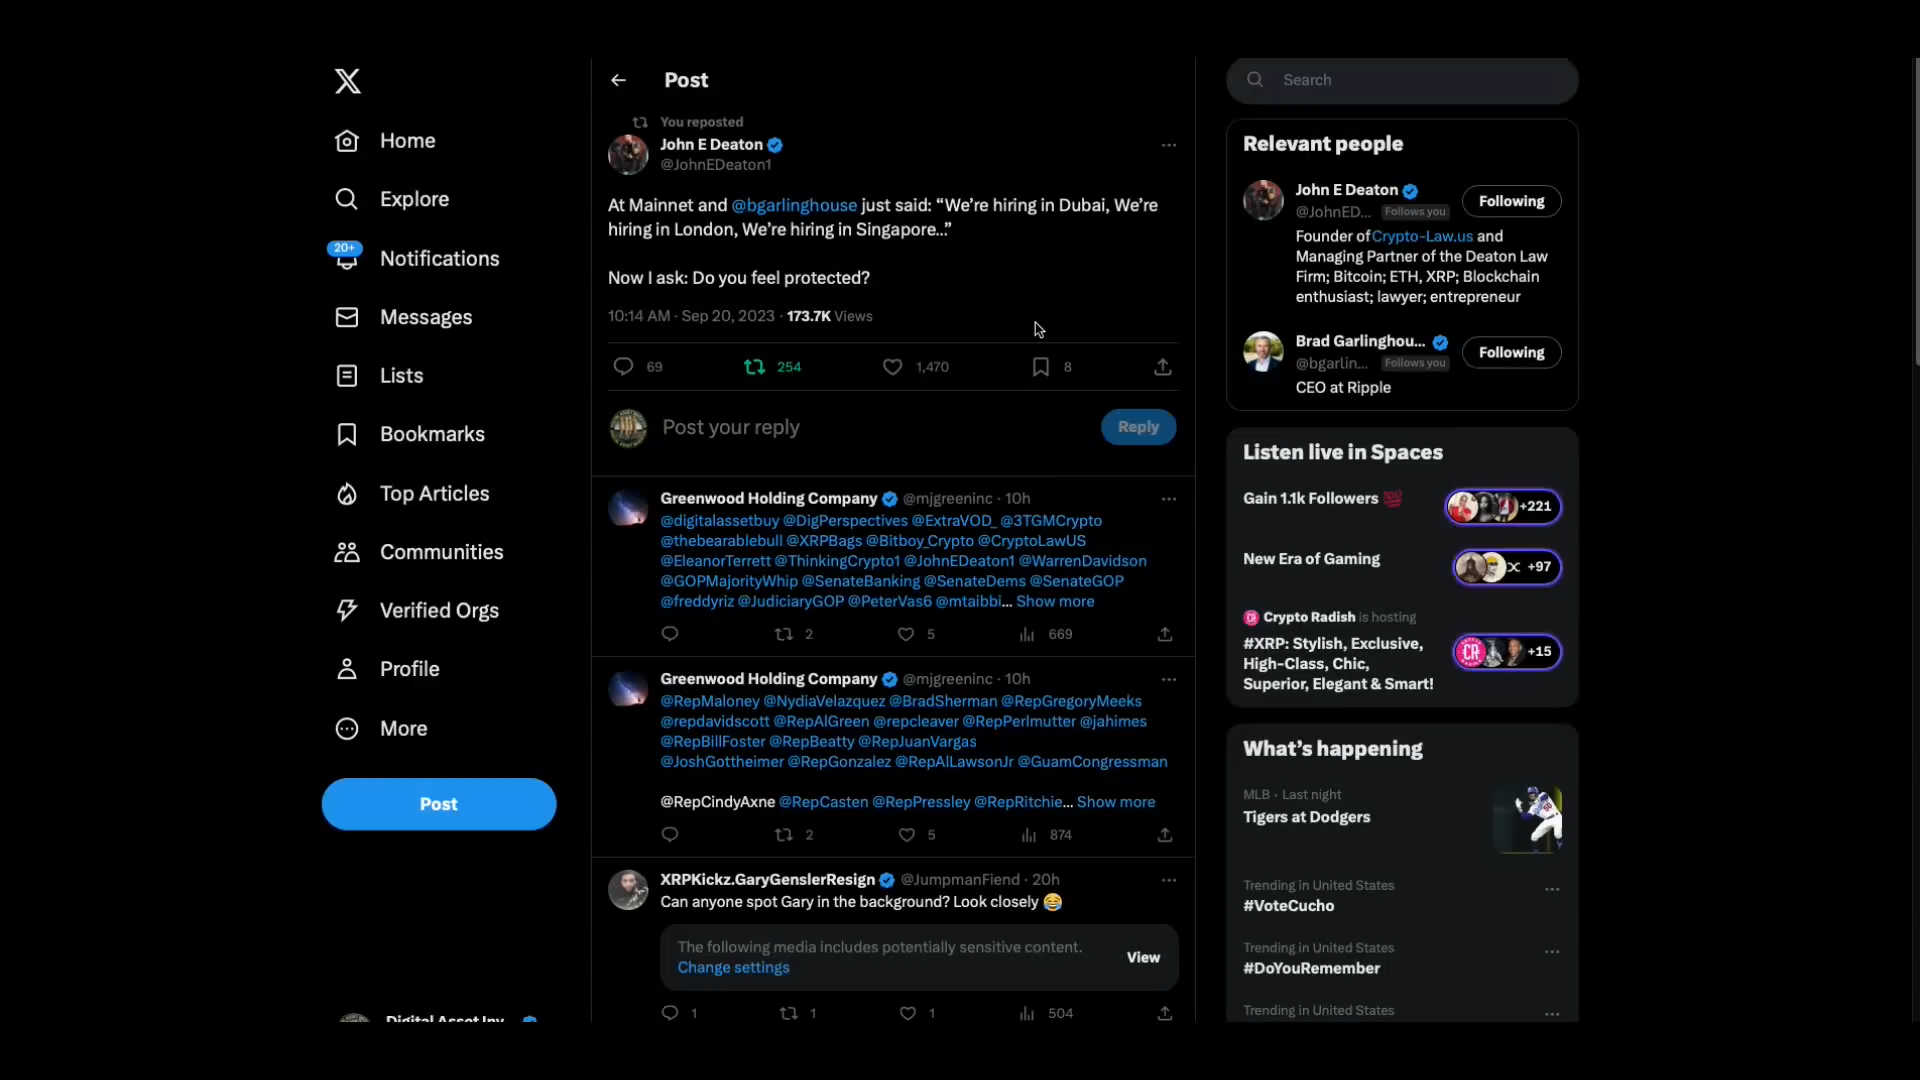 Home
Explore
20+
Notifications
Messages
Lists
Bookmarks
Top Articles
Communities
Verified Orgs
Profile
More
Post
Digital Asset Inv
Post
You reposted
John E Deaton
@JohnEDeaton1
At Mainnet and @bgarlinghouse just said: “We’re hiring in Dubai, We’re
hiring in London, We’re hiring in Singapore...”
Now I ask: Do you feel protected?
10:14 AM · Sep 20, 2023 · 173.7K Views
69 254 1,470 8
Post your reply
Reply
Greenwood Holding Company @mjgreeninc · 10h
@digitalassetbuy @DigPerspectives @ExtraVOD_ @3TGMCrypto
@thebearablebull @XRPBags @Bitboy_Crypto @CryptoLawUS
@EleanorTerrett @ThinkingCrypto1 @JohnEDeaton1 @WarrenDavidson
@GOPMajorityWhip @SenateBanking @SenateDems @SenateGOP
@freddyriz @JudiciaryGOP @PeterVas6 @mtaibbi... Show more
2 5 669
Greenwood Holding Company @mjgreeninc · 10h
@RepMaloney @NydiaVelazquez @BradSherman @RepGregoryMeeks
@repdavidscott @RepAlGreen @repcleaver @RepPerlmutter @jahimes
@RepBillFoster @RepBeatty @RepJuanVargas
@JoshGottheimer @RepGonzalez @RepAlLawsonJr @GuamCongressman
@RepCindyAxne @RepCasten @RepPressley @RepRitchie... Show more
2 5 874
XRPKickz.GaryGenslerResign @JumpmanFiend · 20h
Can anyone spot Gary in the background? Look closely 😂
The following media includes potentially sensitive content.
Change settings
View
1 1 1 504
Search
Relevant people
John E Deaton
@JohnED... Follows you
Following
Founder of Crypto-Law.us and
Managing Partner of the Deaton Law
Firm; Bitcoin; ETH, XRP; Blockchain
enthusiast; lawyer; entrepreneur
Brad Garlinghou...
@bgarlin... Follows you
Following
CEO at Ripple
Listen live in Spaces
Gain 1.1k Followers 💯
+221
New Era of Gaming
+97
Crypto Radish is hosting
#XRP: Stylish, Exclusive,
High-Class, Chic,
Superior, Elegant & Smart!
CR
+15
What’s happening
MLB · Last night
Tigers at Dodgers
Trending in United States
#VoteCucho
Trending in United States
#DoYouRemember
Trending in United States